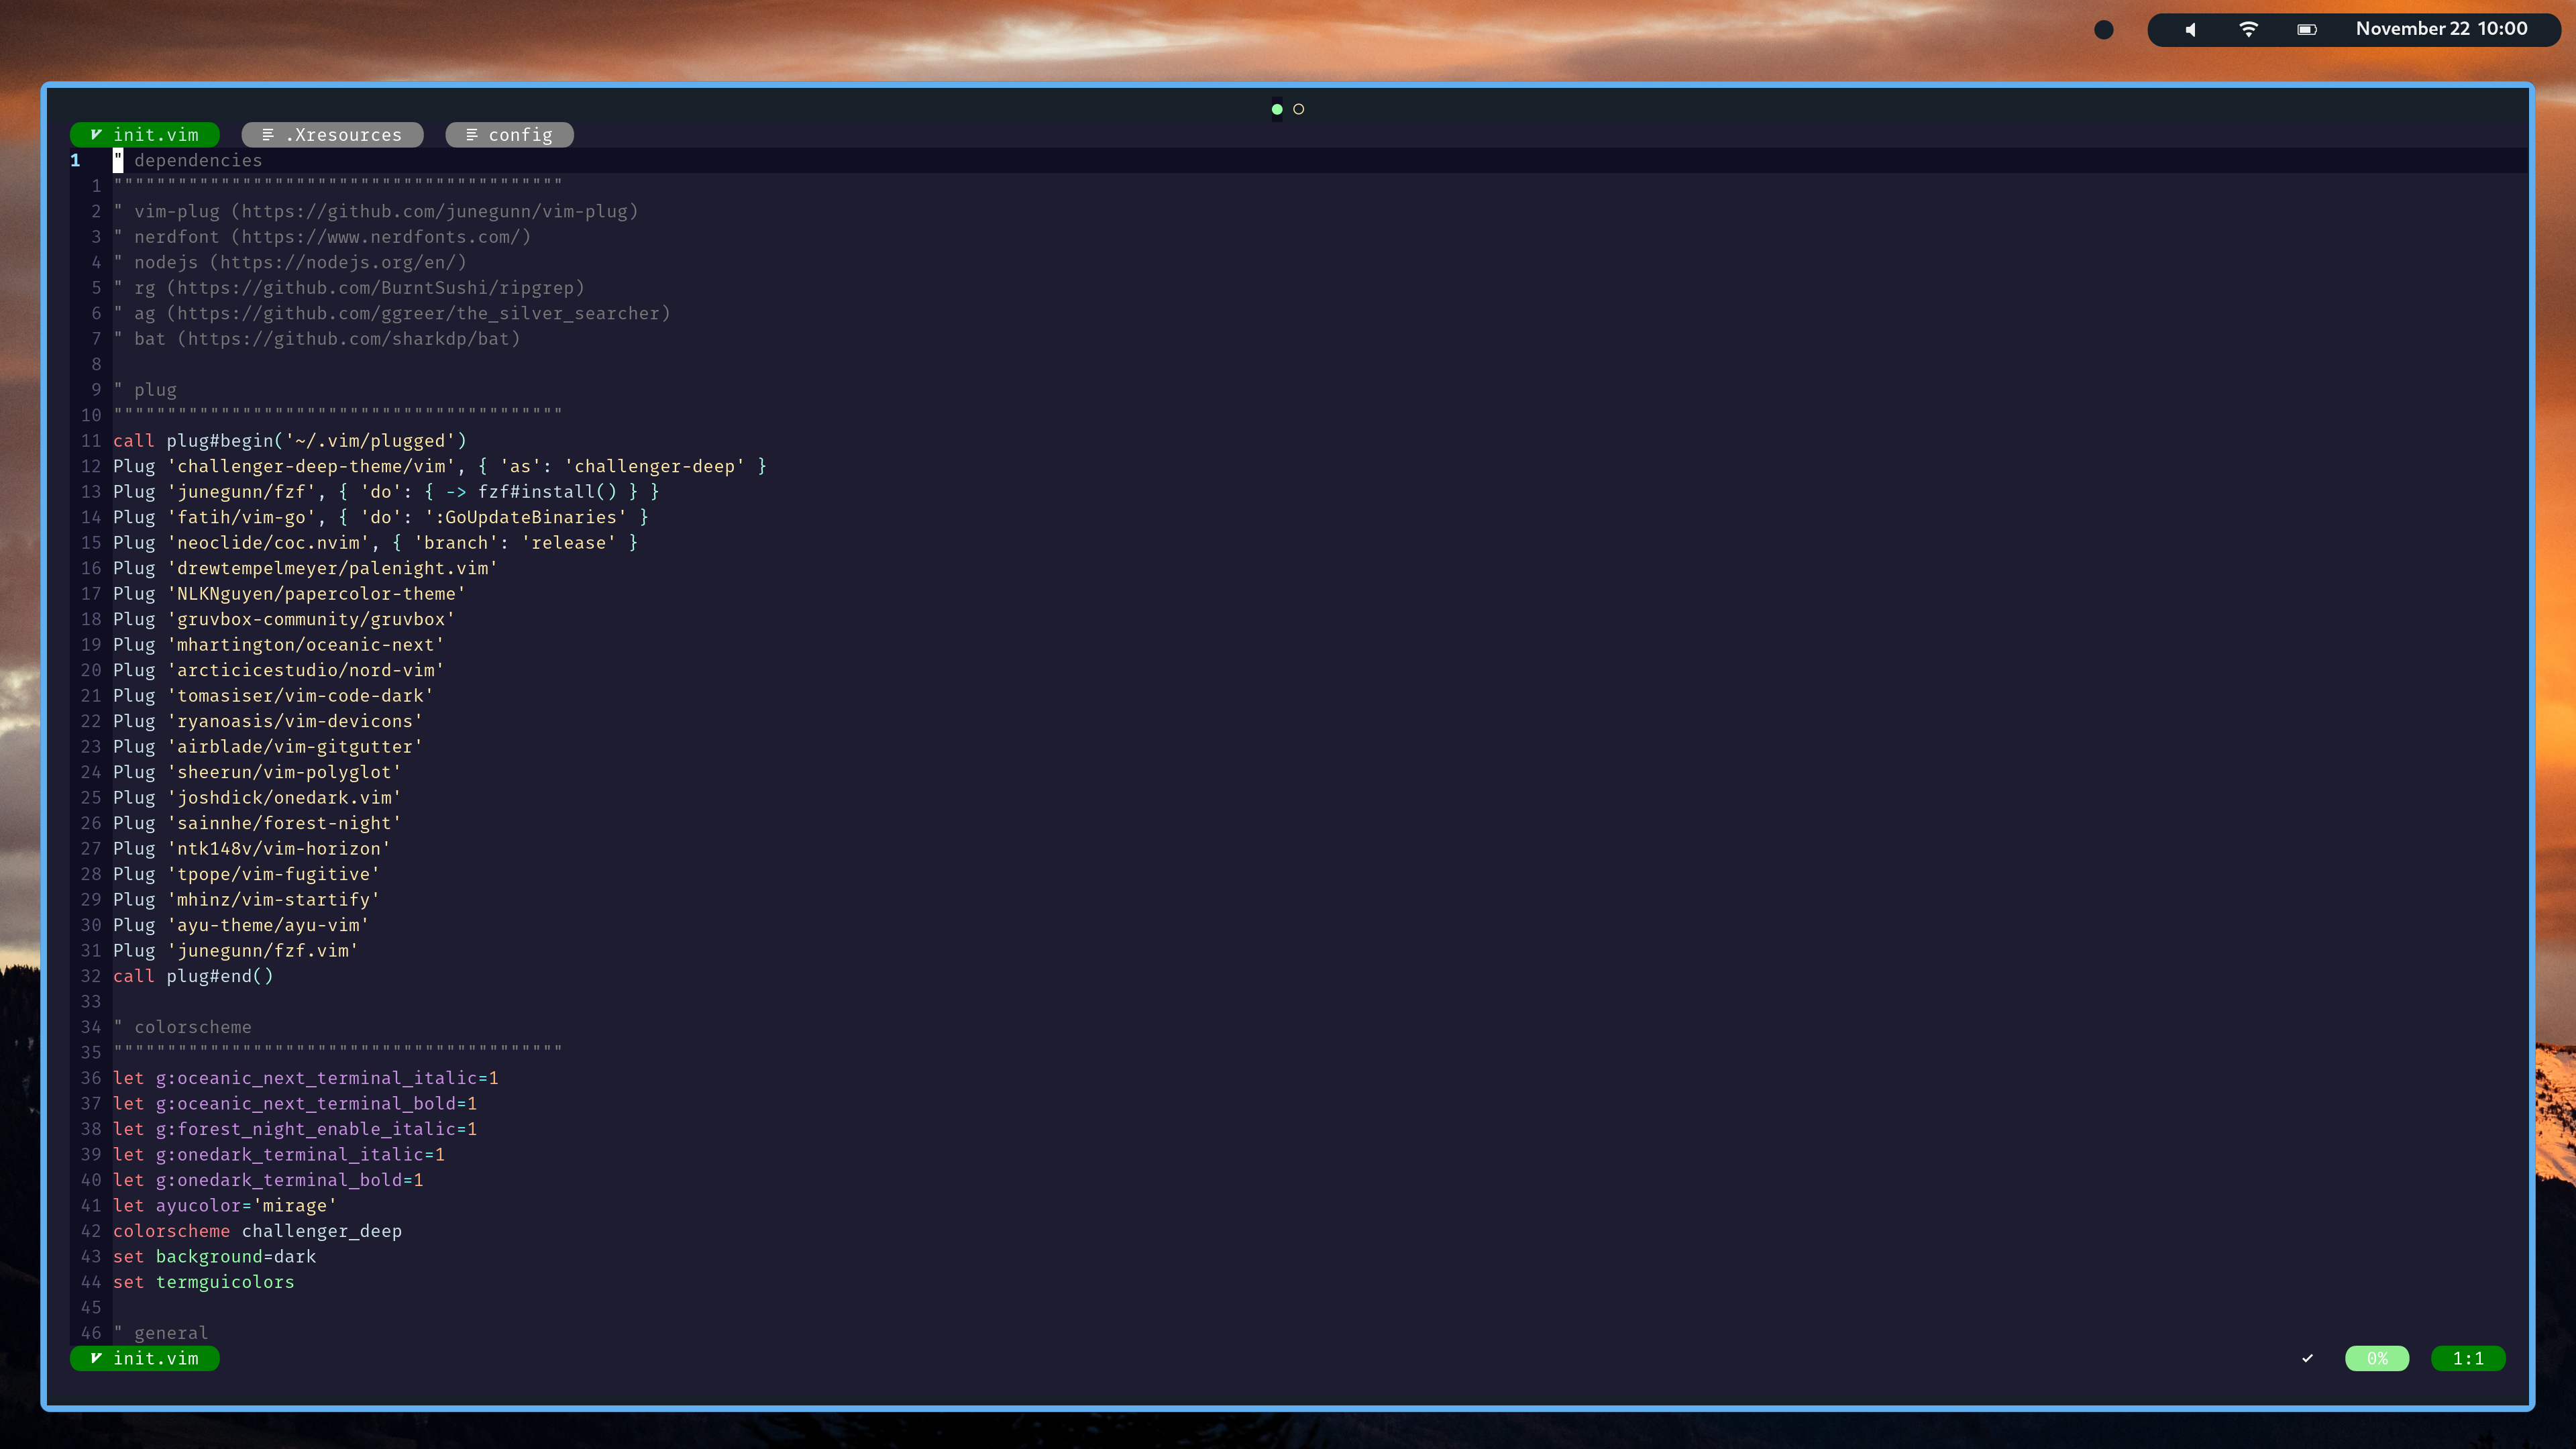 November 22 10:00
init.vim .Xresources config
1 " dependencies
1 """"""""""""""""""""""""""""""""""""""""""
2 " vim-plug (https://github.com/junegunn/vim-plug)
3 " nerdfont (https://www.nerdfonts.com/)
4 " nodejs (https://nodejs.org/en/)
5 " rg (https://github.com/BurntSushi/ripgrep)
6 " ag (https://github.com/ggreer/the_silver_searcher)
7 " bat (https://github.com/sharkdp/bat)
8
9 " plug
10 """"""""""""""""""""""""""""""""""""""""""
11 call plug#begin('~/.vim/plugged')
12 Plug 'challenger-deep-theme/vim', { 'as': 'challenger-deep' }
13 Plug 'junegunn/fzf', { 'do': { -> fzf#install() } }
14 Plug 'fatih/vim-go', { 'do': ':GoUpdateBinaries' }
15 Plug 'neoclide/coc.nvim', { 'branch': 'release' }
16 Plug 'drewtempelmeyer/palenight.vim'
17 Plug 'NLKNguyen/papercolor-theme'
18 Plug 'gruvbox-community/gruvbox'
19 Plug 'mhartington/oceanic-next'
20 Plug 'arcticicestudio/nord-vim'
21 Plug 'tomasiser/vim-code-dark'
22 Plug 'ryanoasis/vim-devicons'
23 Plug 'airblade/vim-gitgutter'
24 Plug 'sheerun/vim-polyglot'
25 Plug 'joshdick/onedark.vim'
26 Plug 'sainnhe/forest-night'
27 Plug 'ntk148v/vim-horizon'
28 Plug 'tpope/vim-fugitive'
29 Plug 'mhinz/vim-startify'
30 Plug 'ayu-theme/ayu-vim'
31 Plug 'junegunn/fzf.vim'
32 call plug#end()
33
34 " colorscheme
35 """"""""""""""""""""""""""""""""""""""""""
36 let g:oceanic_next_terminal_italic=1
37 let g:oceanic_next_terminal_bold=1
38 let g:forest_night_enable_italic=1
39 let g:onedark_terminal_italic=1
40 let g:onedark_terminal_bold=1
41 let ayucolor='mirage'
42 colorscheme challenger_deep
43 set background=dark
44 set termguicolors
45
46 " general
init.vim 0% 1:1